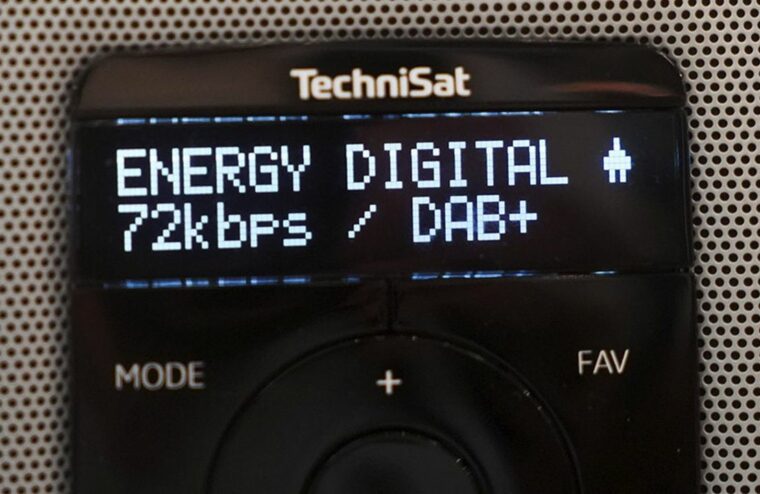 TechniSat
ENERGY DIGITAL
72kbps / DAB+
MODE
FAV
+